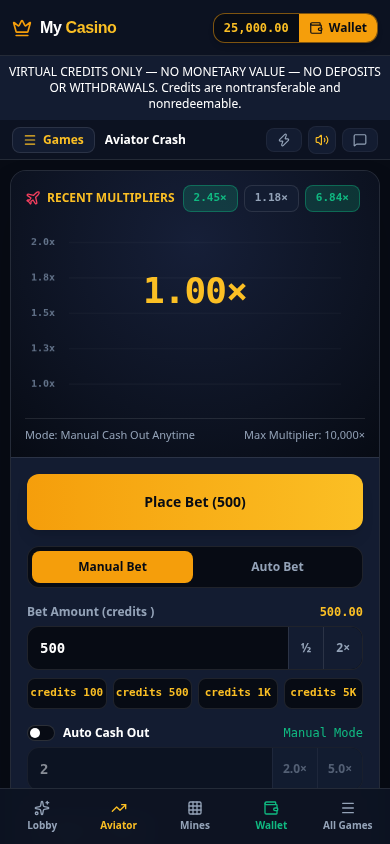 My Casino
25,000.00
Wallet
VIRTUAL CREDITS ONLY — NO MONETARY VALUE — NO DEPOSITS
OR WITHDRAWALS. Credits are nontransferable and
nonredeemable.
Games
Aviator Crash
RECENT MULTIPLIERS
2.45×
1.18×
6.84×
2.0x
1.8x
1.5x
1.3x
1.0x
1.00×
Mode: Manual Cash Out Anytime
Max Multiplier: 10,000×
Place Bet (500)
Manual Bet
Auto Bet
Bet Amount (credits )
500.00
500
½
2×
credits 100
credits 500
credits 1K
credits 5K
Auto Cash Out
Manual Mode
2
2.0×
5.0×
Lobby
Aviator
Mines
Wallet
All Games